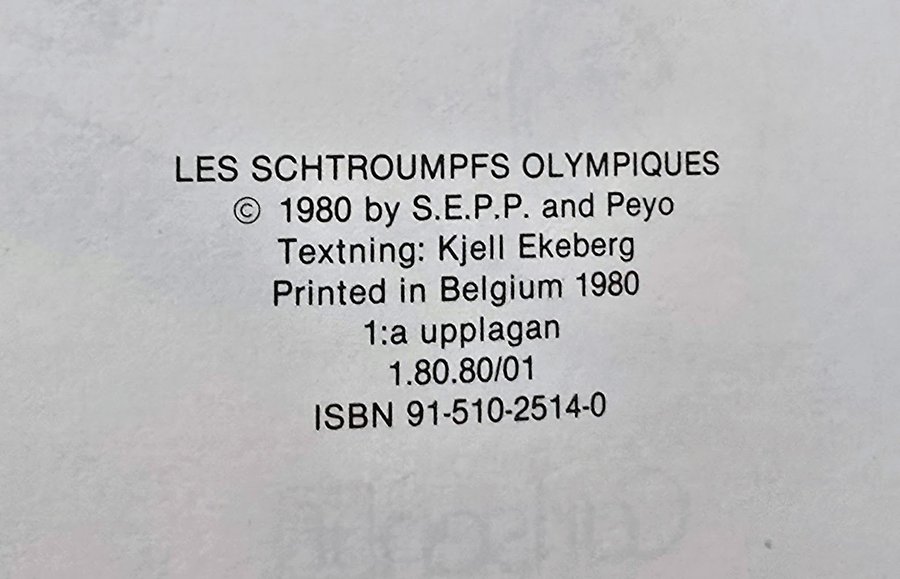 LES SCHTROUMPFS OLYMPIQUES
© 1980 by S.E.P.P. and Peyo
Textning: Kjell Ekeberg
Printed in Belgium 1980
1:a upplagan
1.80.80/01
ISBN 91-510-2514-0